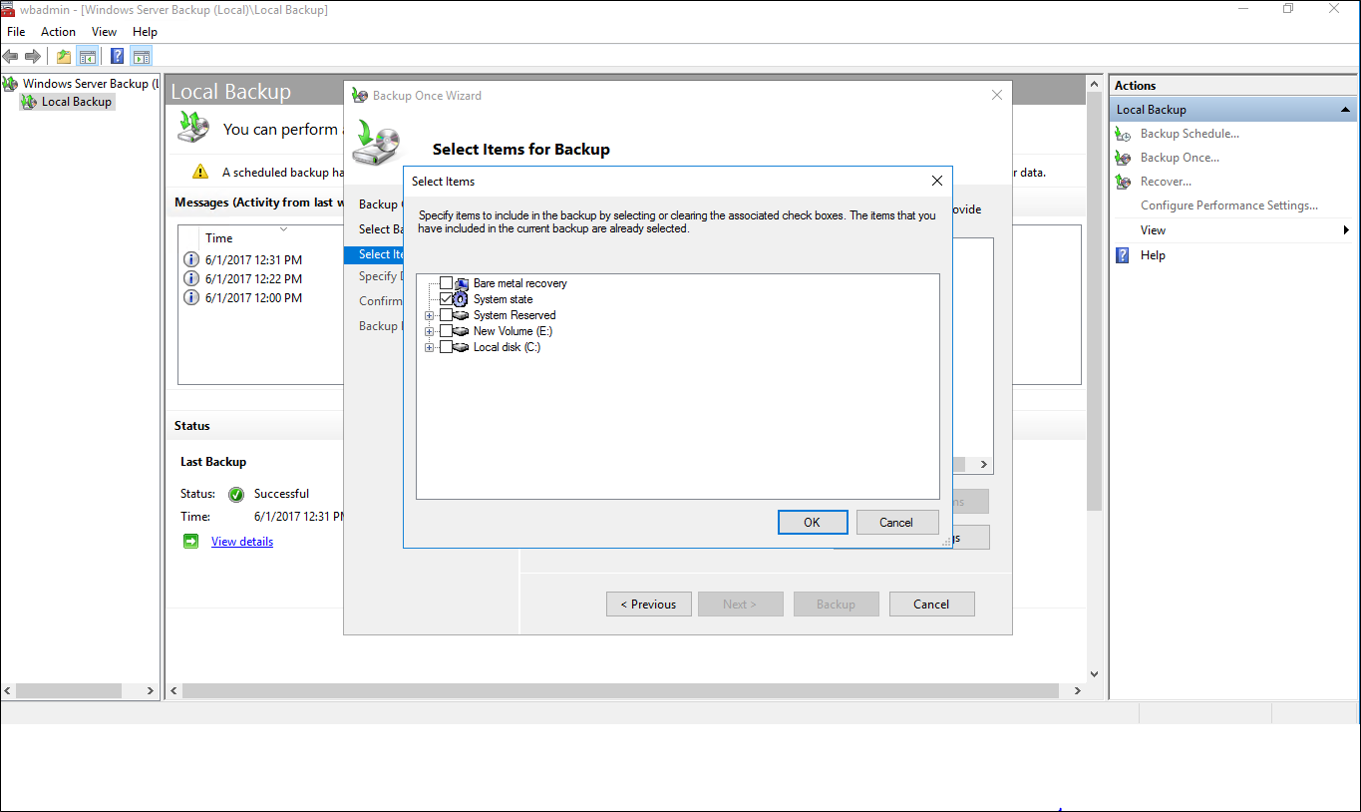 wbadmin - [Windows Server Backup (Local)\Local Backup]
File Action View Help
Windows Server Backup (L
Local Backup
Local Backup
You can perform
A scheduled backup ha
r data.
Messages (Activity from last w
Time
6/1/2017 12:31 PM
6/1/2017 12:22 PM
6/1/2017 12:00 PM
Status
Last Backup
Status: Successful
Time: 6/1/2017 12:31 PM
View details
Backup Once Wizard
Select Items for Backup
Backup
Select Ba
Select Ite
Specify D
Confirm
Backup
ovide
Select Items
Specify items to include in the backup by selecting or clearing the associated check boxes. The items that you
have included in the current backup are already selected.
Bare metal recovery
System state
System Reserved
New Volume (E:)
Local disk (C:)
OK Cancel
ms
gs
< Previous Next > Backup Cancel
Actions
Local Backup
Backup Schedule...
Backup Once...
Recover...
Configure Performance Settings...
View
Help